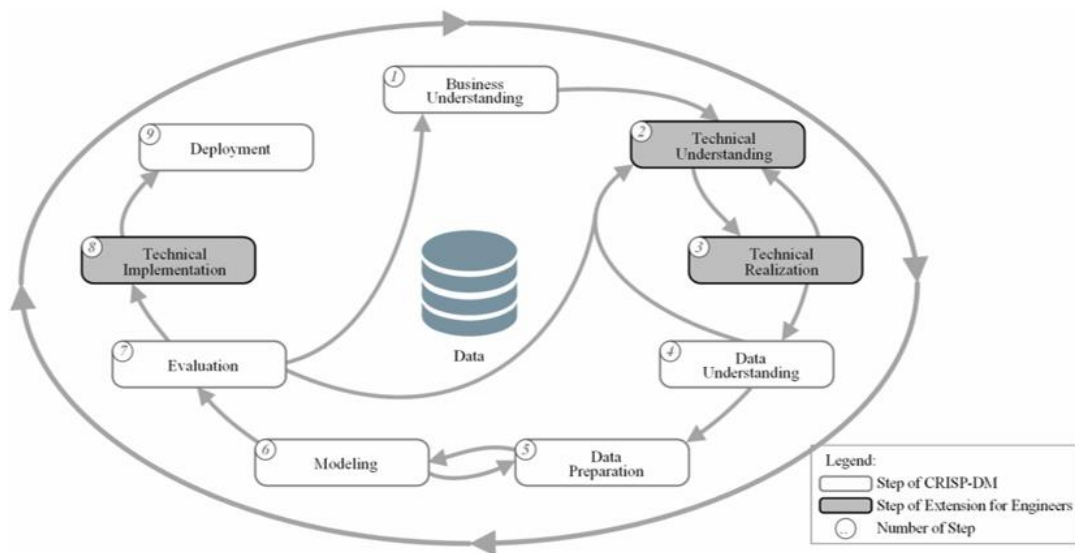 1
Business
Understanding
2
Technical
Understanding
9
Deployment
3
Technical
Realization
8
Technical
Implementation
Data
4
Data
Understanding
7
Evaluation
5
Data
Preparation
6
Modeling
Legend:
Step of CRISP-DM
Step of Extension for Engineers
.. Number of Step